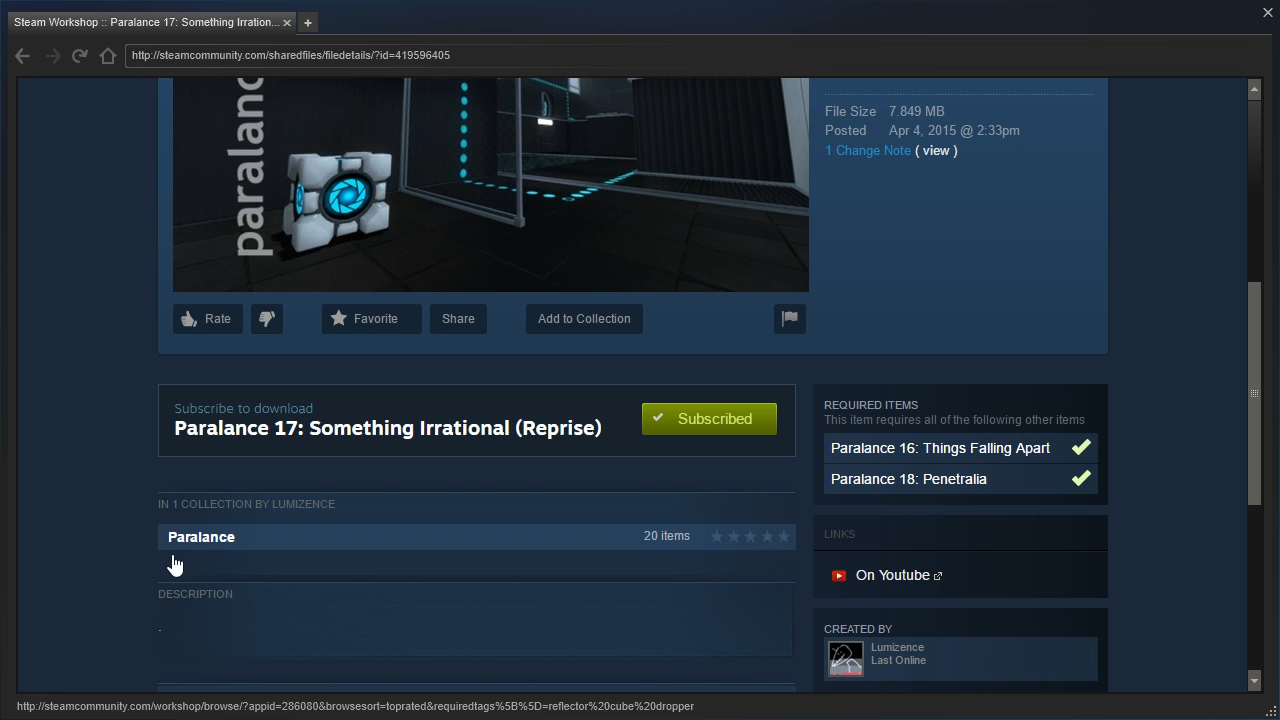 Steam Workshop :: Paralance 17: Something Irration...
http://steamcommunity.com/sharedfiles/filedetails/?id=419596405
paralanc
File Size 7.849 MB
Posted Apr 4, 2015 @ 2:33pm
1 Change Note ( view )
Rate
Favorite
Share
Add to Collection
Subscribe to download
Paralance 17: Something Irrational (Reprise)
Subscribed
IN 1 COLLECTION BY LUMIZENCE
Paralance
20 items
DESCRIPTION
-
REQUIRED ITEMS
This item requires all of the following other items
Paralance 16: Things Falling Apart
Paralance 18: Penetralia
LINKS
On Youtube
CREATED BY
Lumizence
Last Online
http://steamcommunity.com/workshop/browse/?appid=286080&browsesort=toprated&requiredtags%5B%5D=reflector%20cube%20dropper